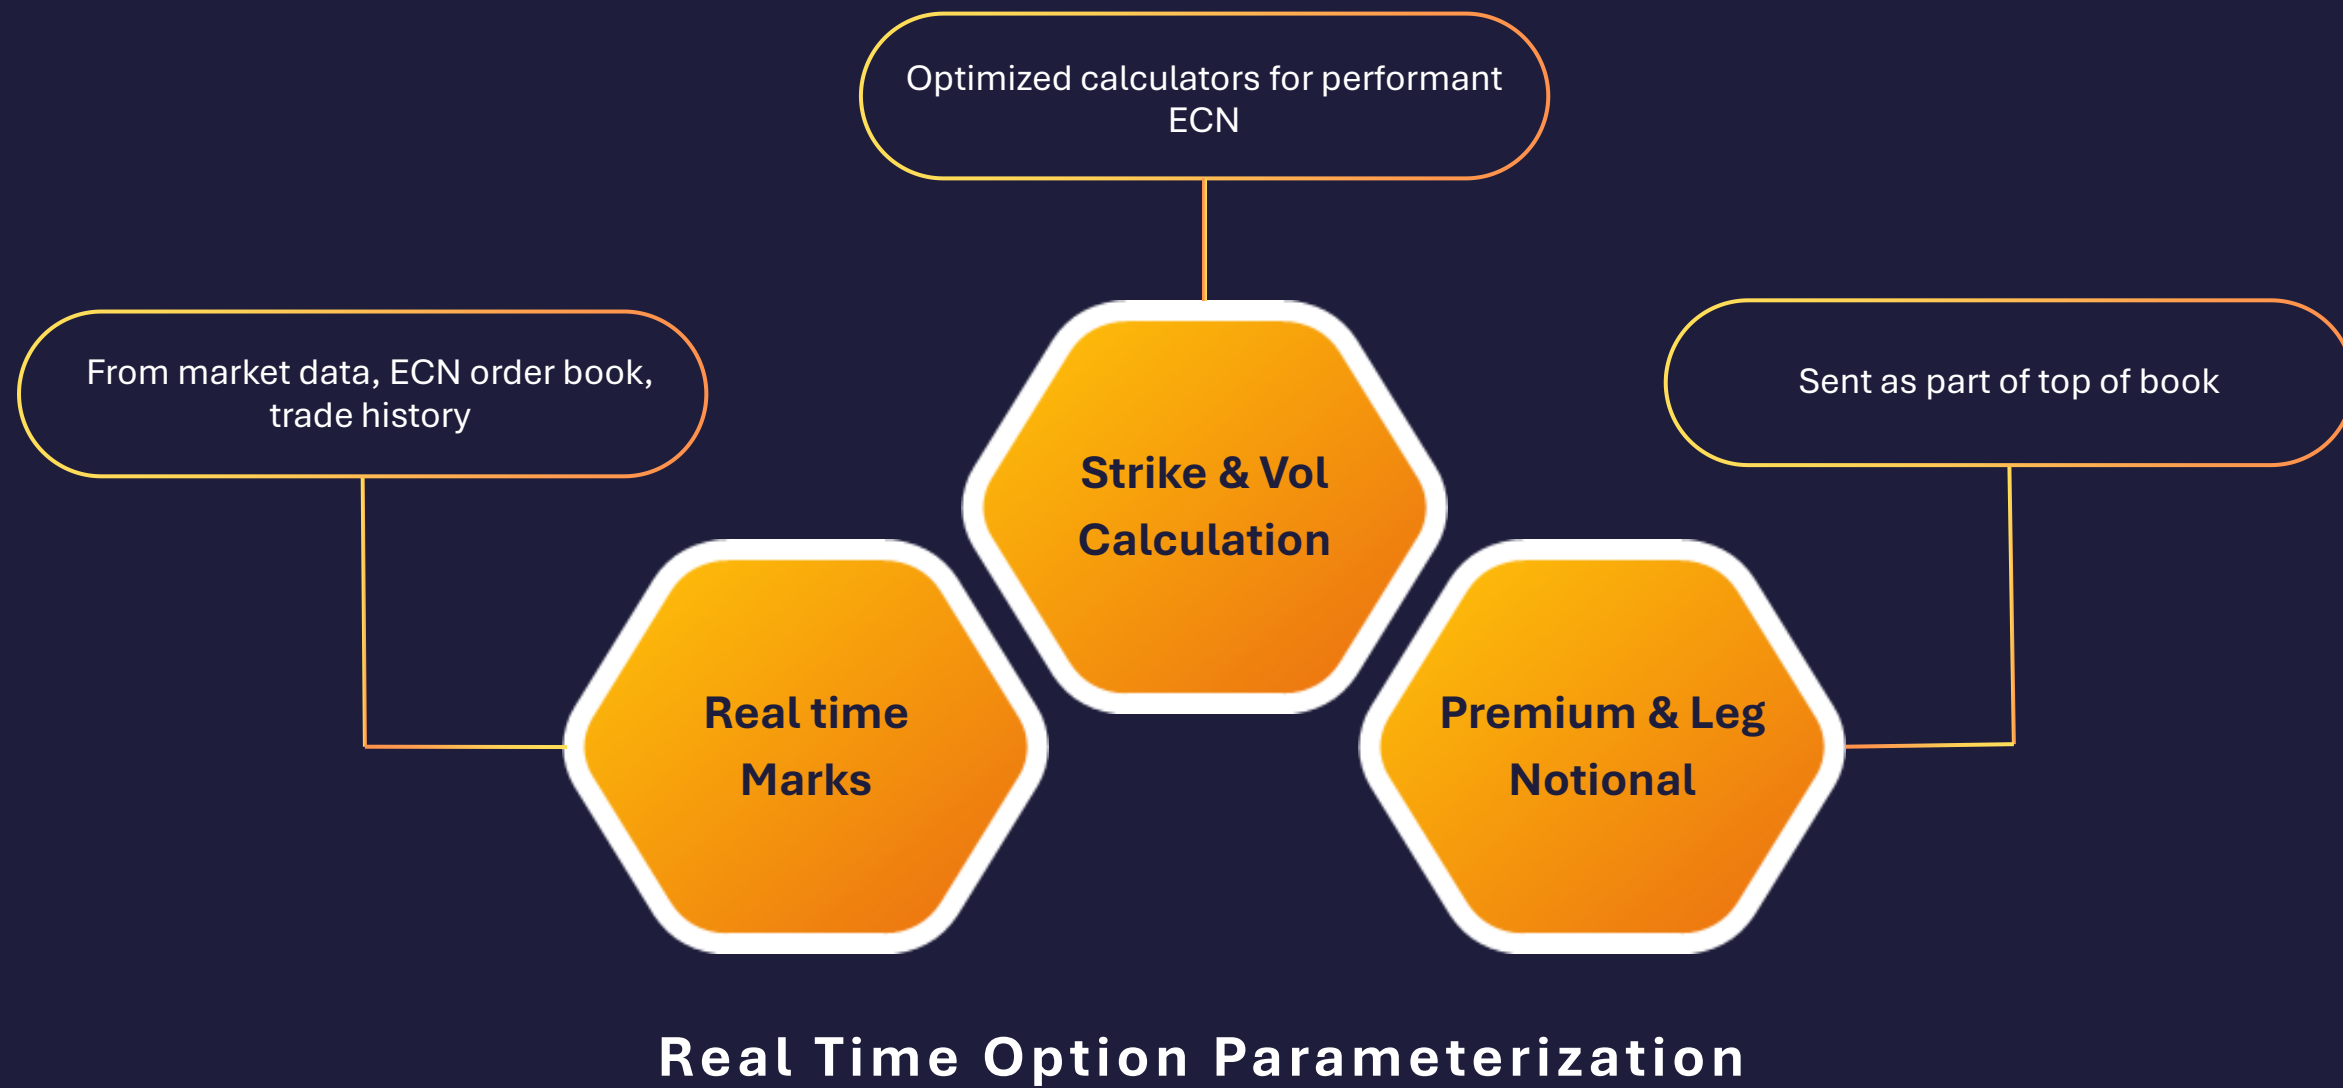 Optimized calculators for performant
ECN
From market data, ECN order book,
trade history
Sent as part of top of book
Strike & Vol
Calculation
Real time
Marks
Premium & Leg
Notional
Real Time Option Parameterization